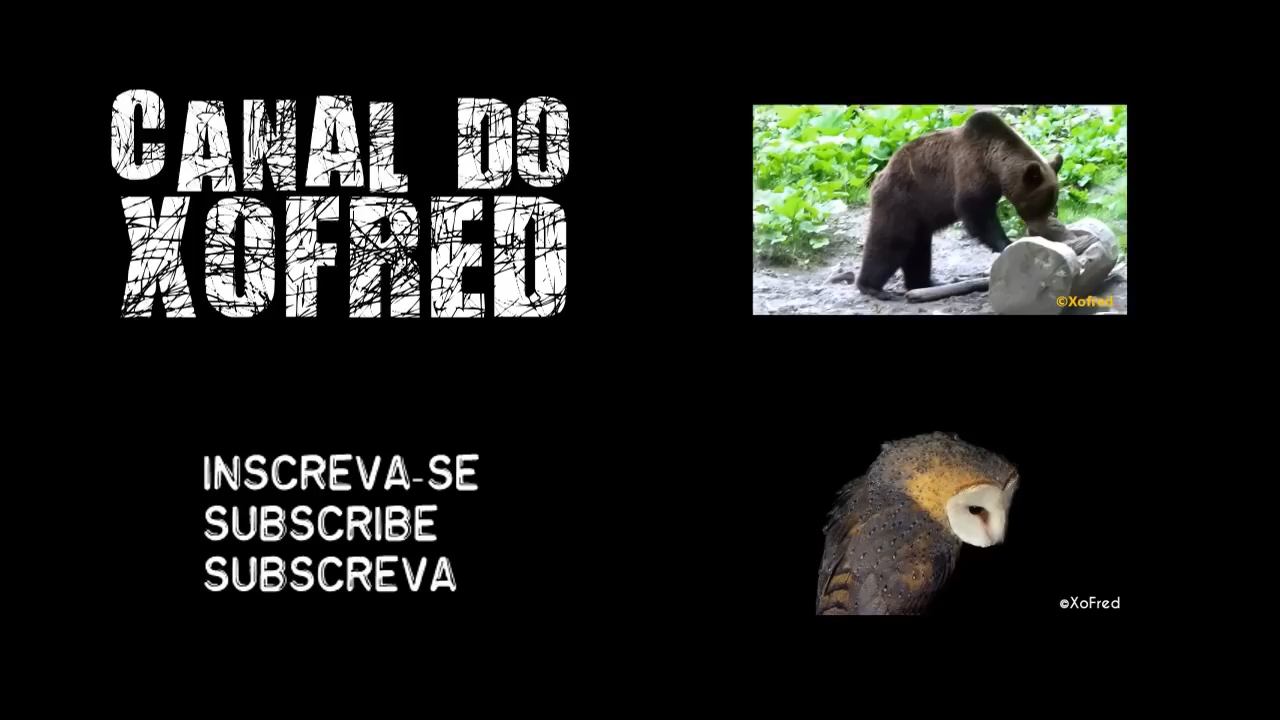 CANAL DO
XOFRED
©Xofred
INSCREVA-SE
SUBSCRIBE
SUBSCREVA
©XoFred